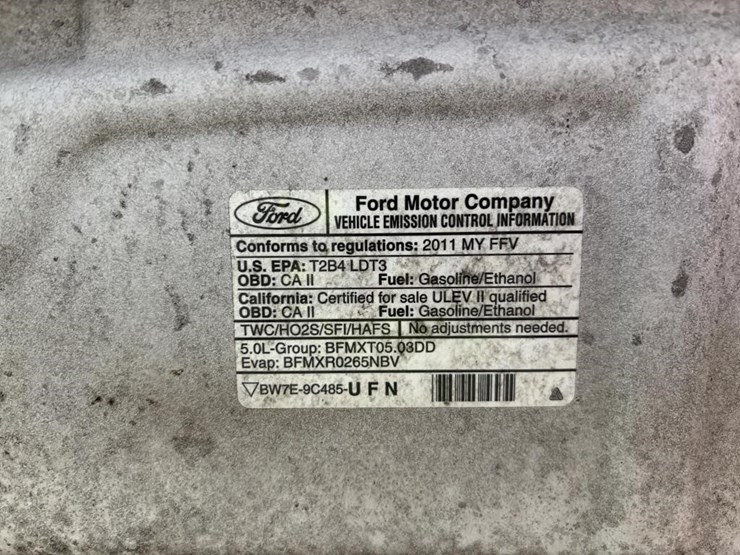 Ford
Ford Motor Company
VEHICLE EMISSION CONTROL INFORMATION
Conforms to regulations: 2011 MY FFV
U.S. EPA: T2B4 LDT3
OBD: CA II Fuel: Gasoline/Ethanol
California: Certified for sale ULEV II qualified
OBD: CA II Fuel: Gasoline/Ethanol
TWC/HO2S/SFI/HAFS No adjustments needed.
5.0L-Group: BFMXT05.03DD
Evap: BFMXR0265NBV
▽BW7E-9C485-U F N